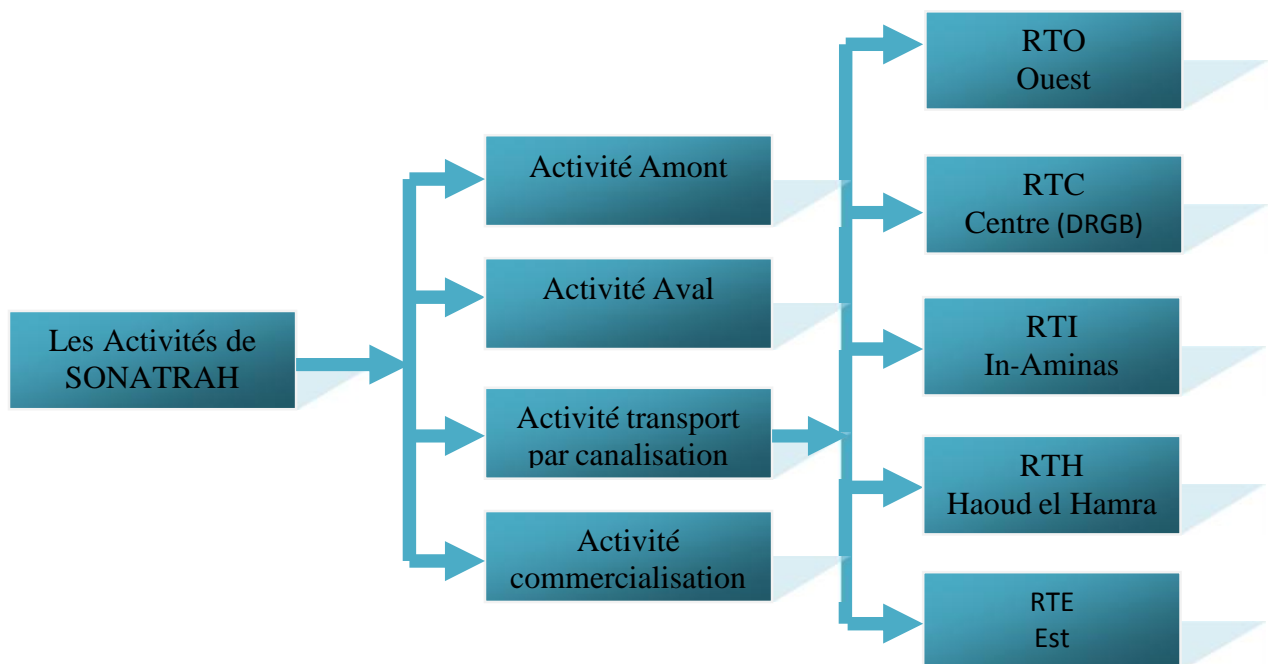 Les Activités de
SONATRAH
Activité Amont
Activité Aval
Activité transport
par canalisation
Activité
commercialisation
RTO
Ouest
RTC
Centre (DRGB)
RTI
In-Aminas
RTH
Haoud el Hamra
RTE
Est